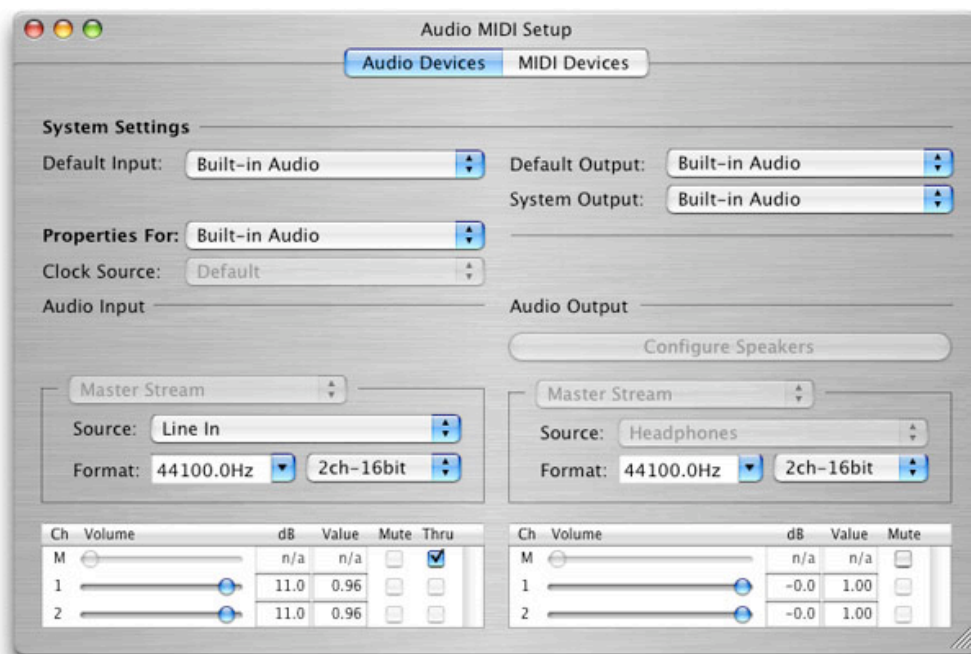 Audio MIDI Setup
Audio Devices MIDI Devices
System Settings
Default Input: Built-in Audio
Default Output: Built-in Audio
System Output: Built-in Audio
Properties For: Built-in Audio
Clock Source: Default
Audio Input
Audio Output
Configure Speakers
Master Stream
Source: Line In
Format: 44100.0Hz 2ch-16bit
Master Stream
Source: Headphones
Format: 44100.0Hz 2ch-16bit
Ch Volume dB Value Mute Thru
M n/a n/a
1 11.0 0.96
2 11.0 0.96
Ch Volume dB Value Mute
M n/a n/a
1 -0.0 1.00
2 -0.0 1.00